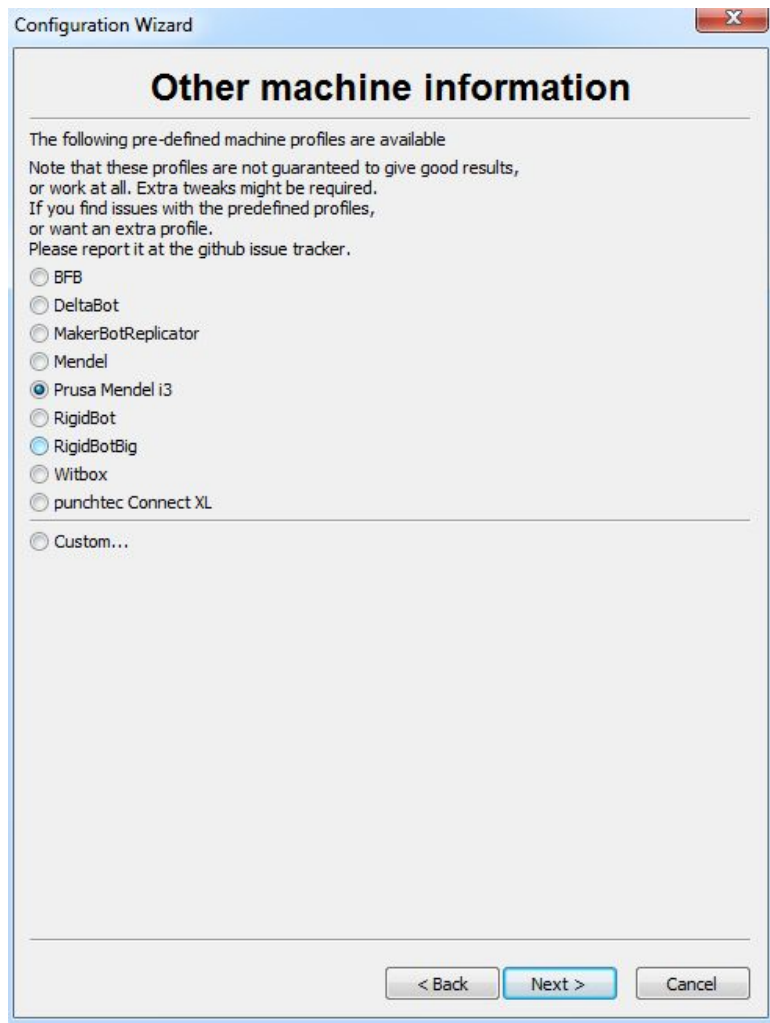 Configuration Wizard
Other machine information
The following pre-defined machine profiles are available
Note that these profiles are not guaranteed to give good results,
or work at all. Extra tweaks might be required.
If you find issues with the predefined profiles,
or want an extra profile.
Please report it at the github issue tracker.
BFB
DeltaBot
MakerBotReplicator
Mendel
Prusa Mendel i3
RigidBot
RigidBotBig
Witbox
punchtec Connect XL
Custom...
< Back Next > Cancel